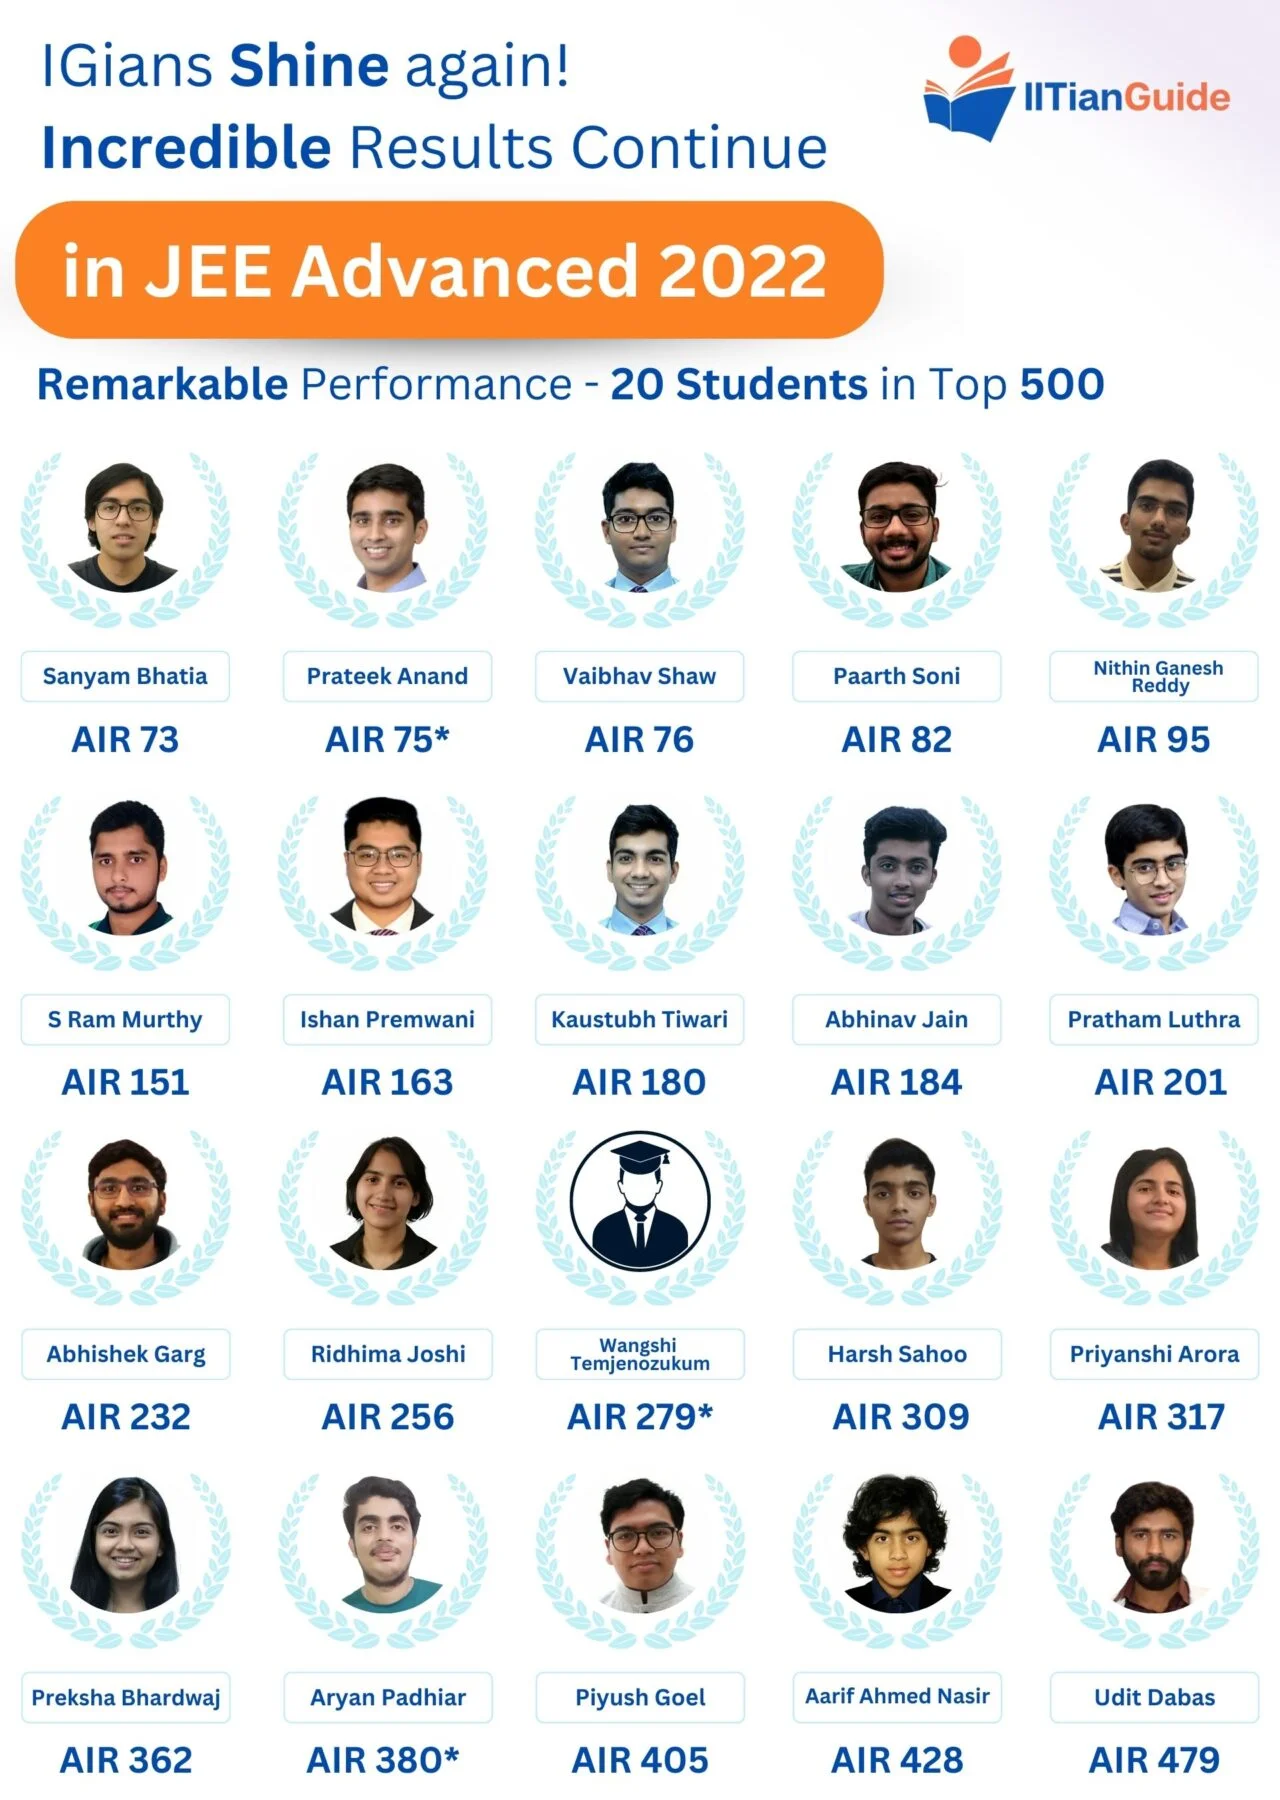 IGians Shine again!
Incredible Results Continue
IITianGuide
in JEE Advanced 2022
Remarkable Performance - 20 Students in Top 500
Sanyam Bhatia
Prateek Anand
Vaibhav Shaw
Paarth Soni
Nithin Ganesh
Reddy
AIR 73
AIR 75*
AIR 76
AIR 82
AIR 95
S Ram Murthy
Ishan Premwani
Kaustubh Tiwari
Abhinav Jain
Pratham Luthra
AIR 151
AIR 163
AIR 180
AIR 184
AIR 201
Abhishek Garg
Ridhima Joshi
Wangshi
Temjenozukum
Harsh Sahoo
Priyanshi Arora
AIR 232
AIR 256
AIR 279*
AIR 309
AIR 317
Preksha Bhardwaj
Aryan Padhiar
Piyush Goel
Aarif Ahmed Nasir
Udit Dabas
AIR 362
AIR 380*
AIR 405
AIR 428
AIR 479